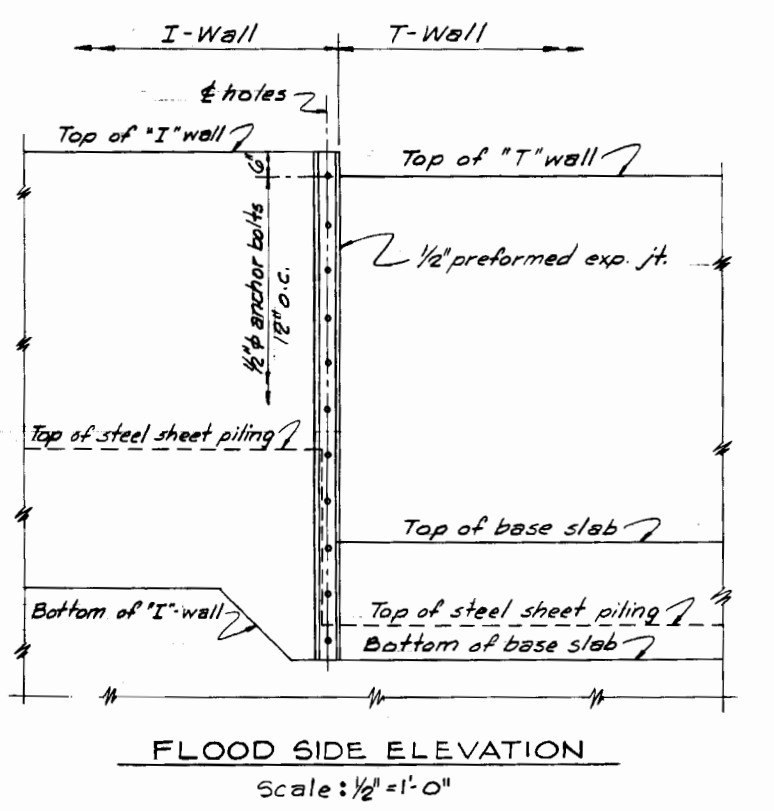 I-Wall
T-Wall
℄ holes
Top of "I" wall
6"
Top of "T" wall
½"ϕ anchor bolts
12" o.c.
½" preformed exp. jt.
Top of steel sheet piling
Top of base slab
Bottom of "I"-wall
Top of steel sheet piling
Bottom of base slab
FLOOD SIDE ELEVATION
Scale: ½"=1'-0"